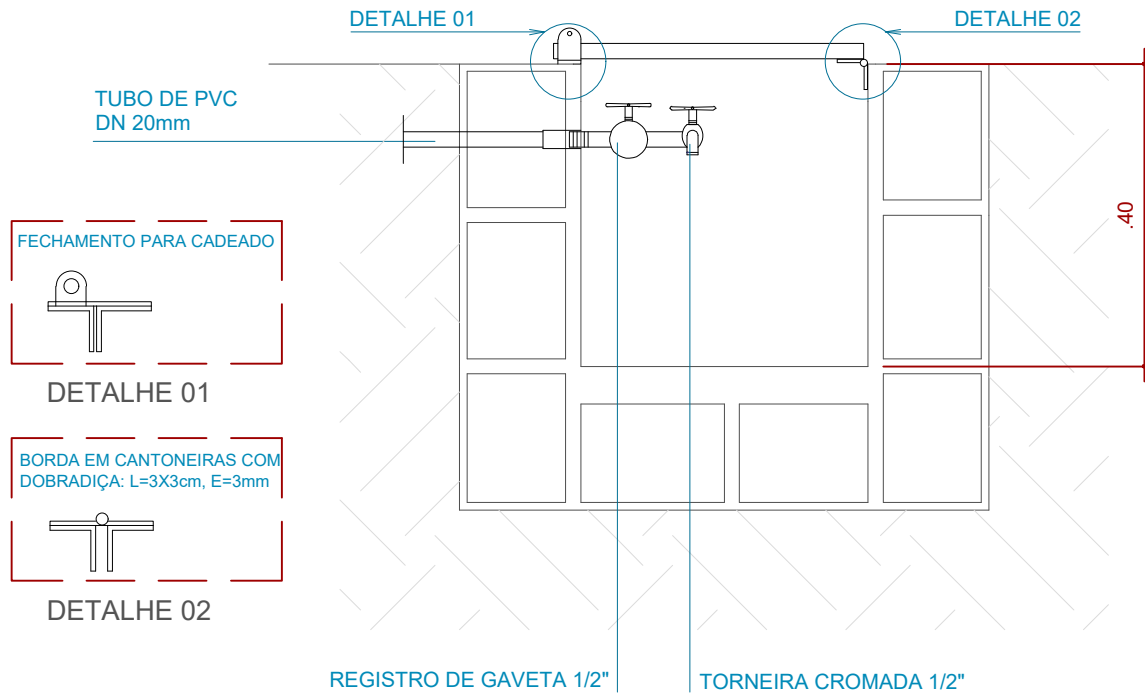 DETALHE 01
DETALHE 02
TUBO DE PVC
DN 20mm
.40
FECHAMENTO PARA CADEADO
DETALHE 01
BORDA EM CANTONEIRAS COM
DOBRADIÇA: L=3X3cm, E=3mm
DETALHE 02
REGISTRO DE GAVETA 1/2"
TORNEIRA CROMADA 1/2"